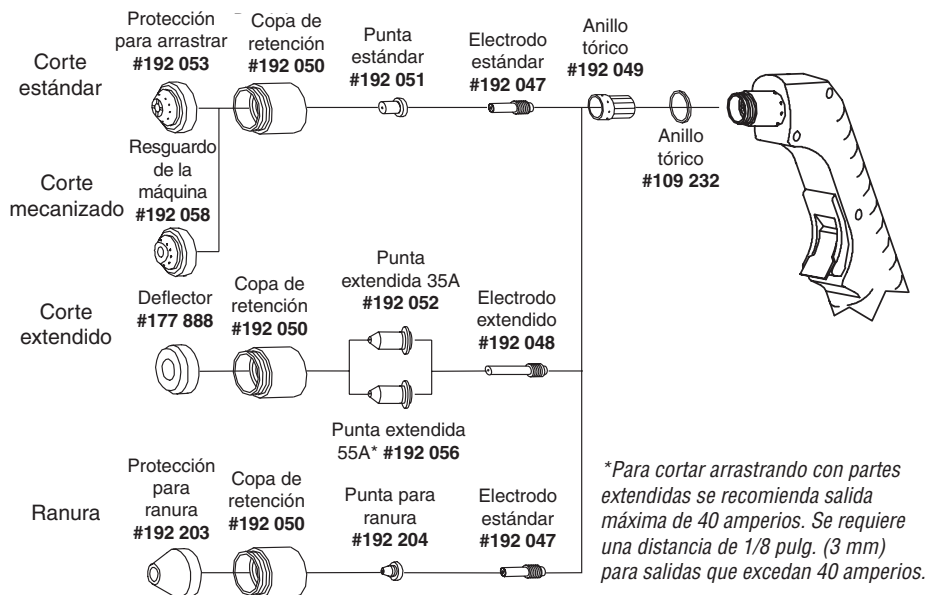 Corte
estándar
Protección
para arrastrar
#192 053
Copa de
retención
#192 050
Punta
estándar
#192 051
Electrodo
estándar
#192 047
Anillo
tórico
#192 049
Anillo
tórico
#109 232
Corte
mecanizado
Resguardo
de la
máquina
#192 058
Corte
extendido
Deflector
#177 888
Copa de
retención
#192 050
Punta
extendida 35A
#192 052
Electrodo
extendido
#192 048
Punta extendida
55A* #192 056
Ranura
Protección
para
ranura
#192 203
Copa de
retención
#192 050
Punta para
ranura
#192 204
Electrodo
estándar
#192 047
*Para cortar arrastrando con partes
extendidas se recomienda salida
máxima de 40 amperios. Se requiere
una distancia de 1/8 pulg. (3 mm)
para salidas que excedan 40 amperios.